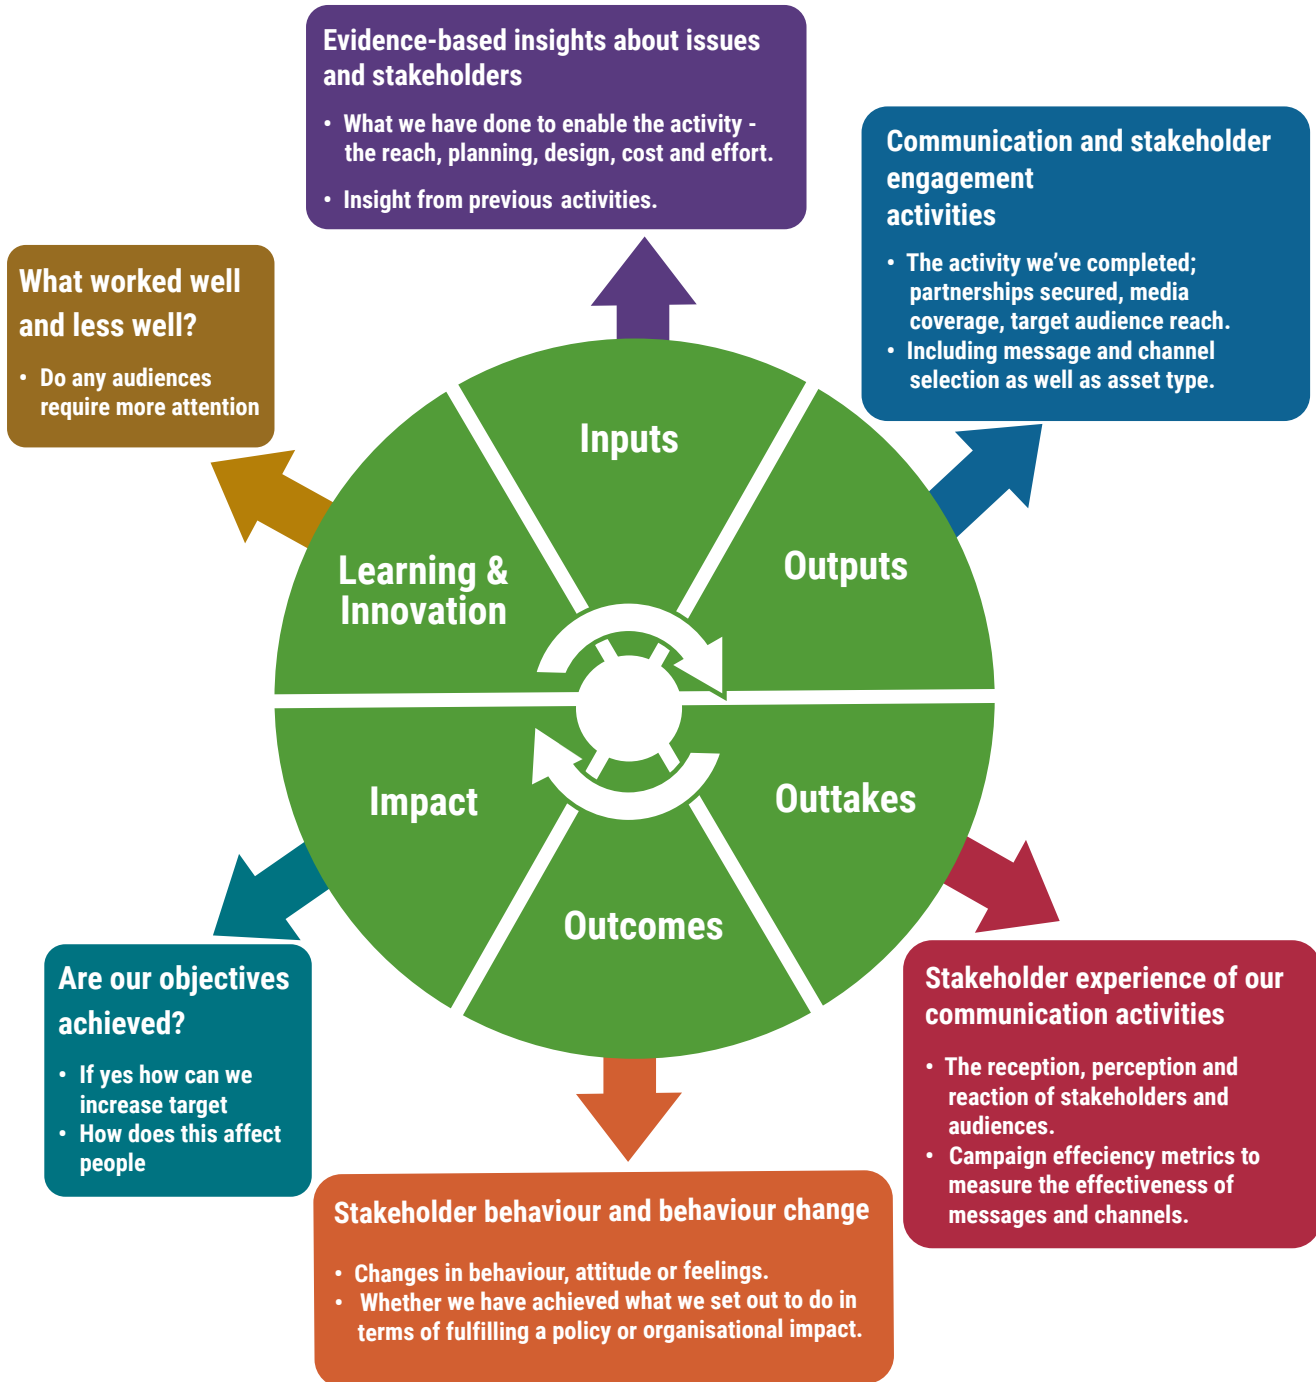 Evidence-based insights about issues
and stakeholders
• What we have done to enable the activity -
the reach, planning, design, cost and effort.
• Insight from previous activities.
Communication and stakeholder
engagement
activities
• The activity we've completed;
partnerships secured, media
coverage, target audience reach.
• Including message and channel
selection as well as asset type.
What worked well
and less well?
• Do any audiences
require more attention
Inputs
Outputs
Learning &
Innovation
Impact
Outtakes
Outcomes
Are our objectives
achieved?
• If yes how can we
increase target
• How does this affect
people
Stakeholder experience of our
communication activities
• The reception, perception and
reaction of stakeholders and
audiences.
• Campaign effeciency metrics to
measure the effectiveness of
messages and channels.
Stakeholder behaviour and behaviour change
• Changes in behaviour, attitude or feelings.
• Whether we have achieved what we set out to do in
terms of fulfilling a policy or organisational impact.